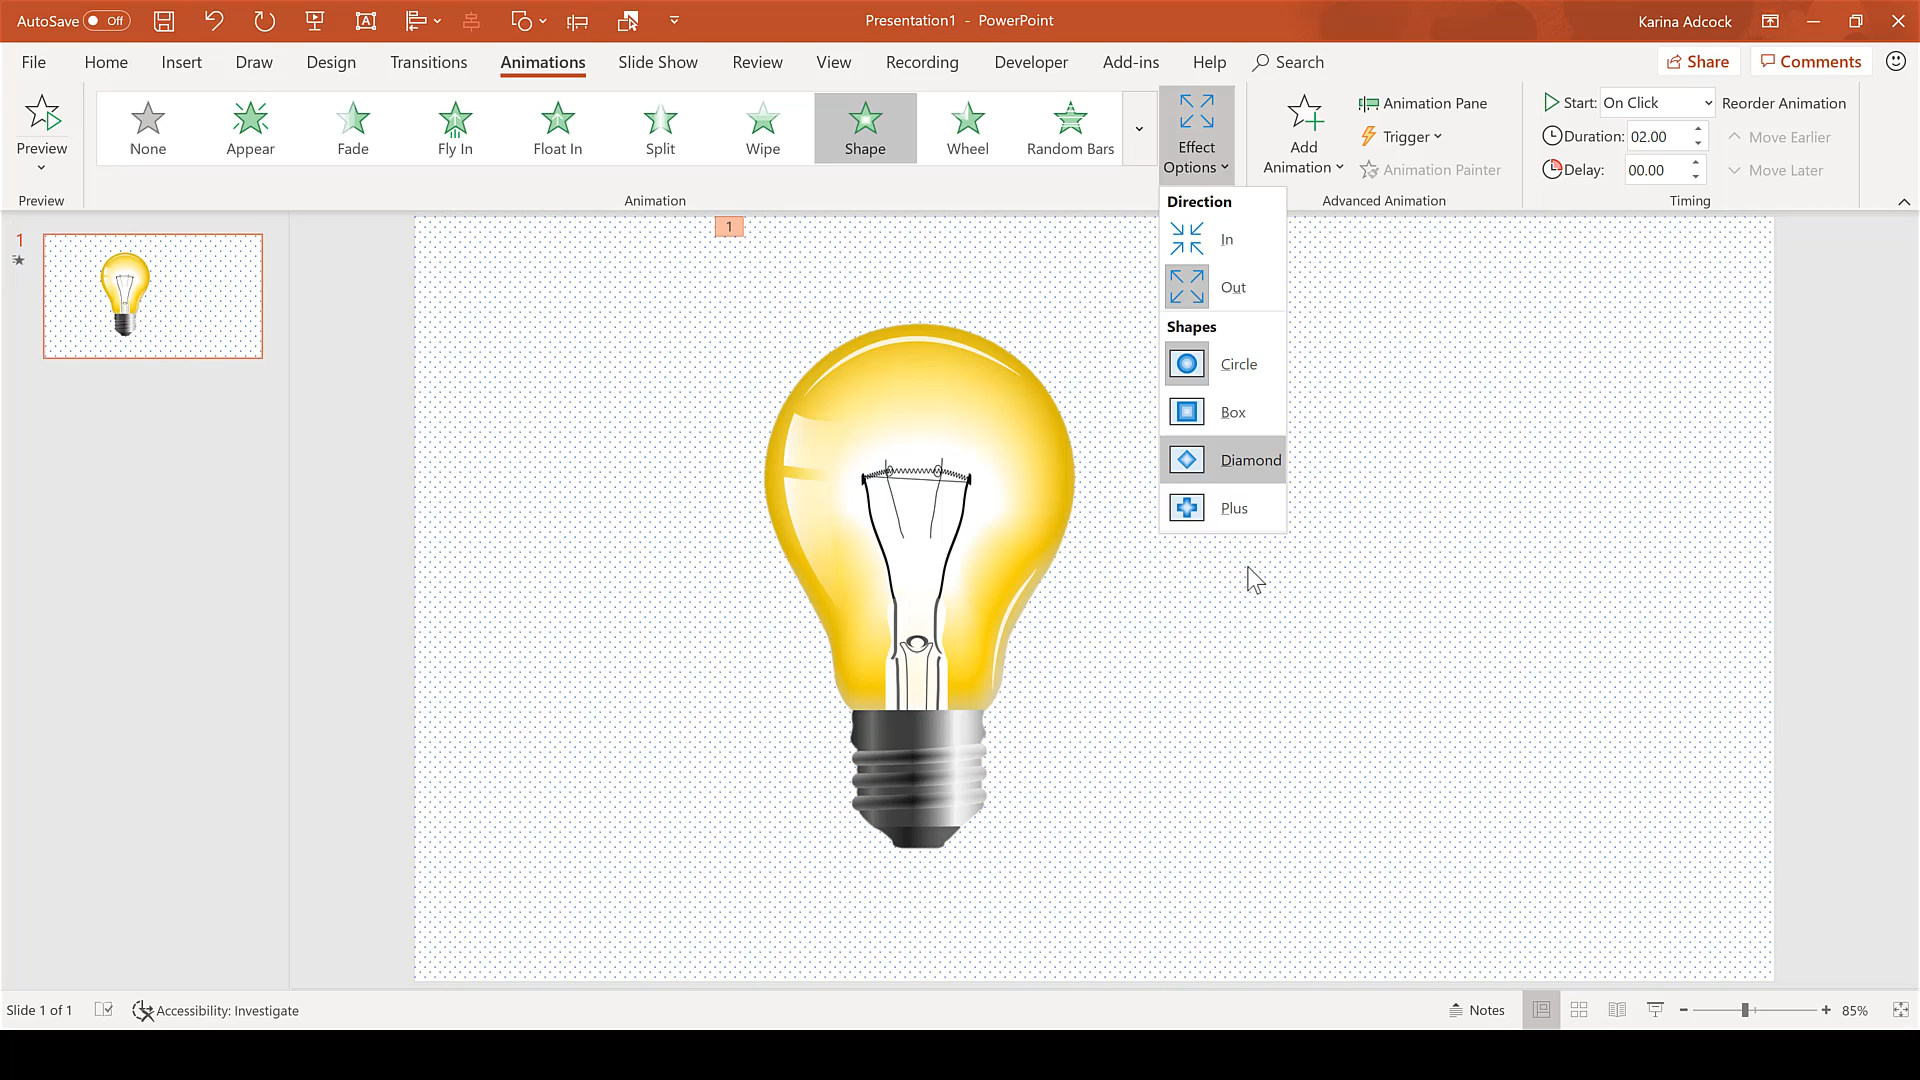 AutoSave Off
Presentation1 - PowerPoint
Karina Adcock
File Home Insert Draw Design Transitions Animations Slide Show Review View Recording Developer Add-ins Help Search
Share Comments
Preview
Preview
None Appear Fade Fly In Float In Split Wipe Shape Wheel Random Bars
Animation
Effect
Options
Add
Animation
Animation Pane
Trigger
Animation Painter
Advanced Animation
Start: On Click
Duration: 02.00
Delay: 00.00
Reorder Animation
Move Earlier
Move Later
Timing
Direction
In
Out
Shapes
Circle
Box
Diamond
Plus
1
1
Slide 1 of 1
Accessibility: Investigate
Notes
85%